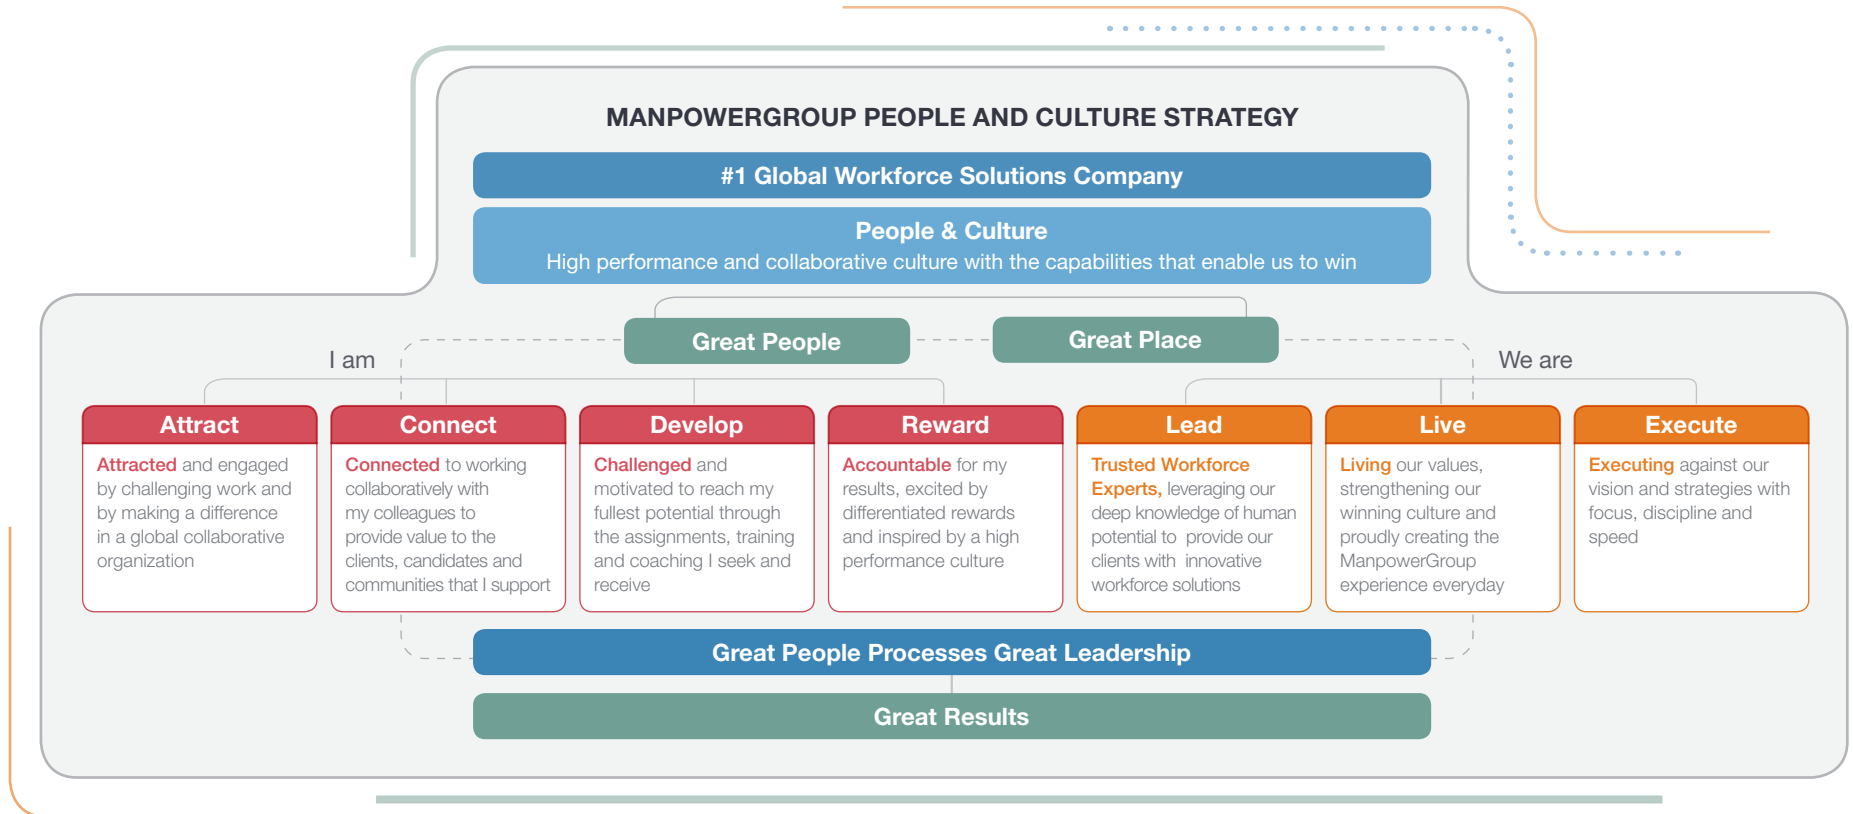 MANPOWERGROUP PEOPLE AND CULTURE STRATEGY
#1 Global Workforce Solutions Company
People & Culture
High performance and collaborative culture with the capabilities that enable us to win
Great People
Great Place
I am
We are
Attract
Attracted and engaged
by challenging work and
by making a difference
in a global collaborative
organization
Connect
Connected to working
collaboratively with
my colleagues to
provide value to the
clients, candidates and
communities that I support
Develop
Challenged and
motivated to reach my
fullest potential through
the assignments, training
and coaching I seek and
receive
Reward
Accountable for my
results, excited by
differentiated rewards
and inspired by a high
performance culture
Lead
Trusted Workforce
Experts, leveraging our
deep knowledge of human
potential to provide our
clients with innovative
workforce solutions
Live
Living our values,
strengthening our
winning culture and
proudly creating the
ManpowerGroup
experience everyday
Execute
Executing against our
vision and strategies with
focus, discipline and
speed
Great People Processes Great Leadership
Great Results